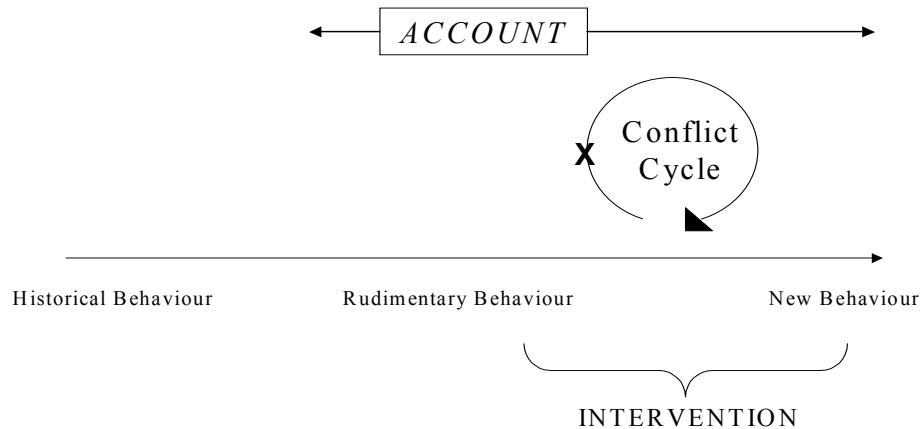 ACCOUNT
Conflict
Cycle
X
Historical Behaviour Rudimentary Behaviour New Behaviour
INTERVENTION